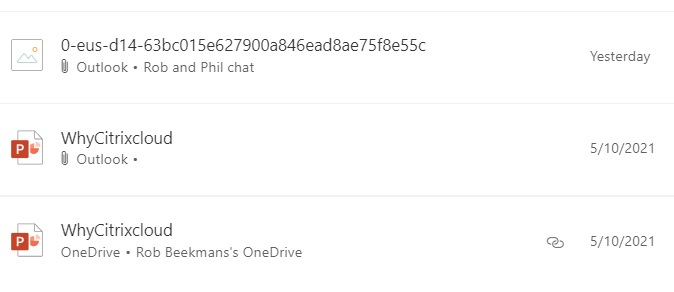 0-eus-d14-63bc015e627900a846ead8ae75f8e55c
Outlook • Rob and Phil chat
Yesterday
P
WhyCitrixcloud
Outlook •
5/10/2021
P
WhyCitrixcloud
OneDrive • Rob Beekmans's OneDrive
5/10/2021